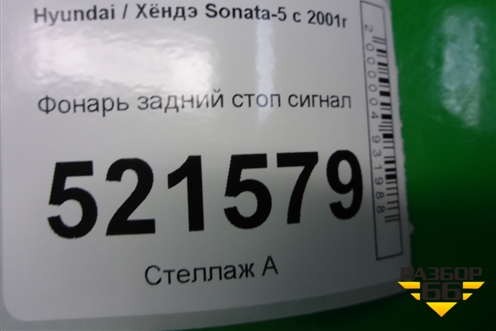 Hyundai / Хёндэ Sonata-5 с 2001г
Фонарь задний стоп сигнал
521579
Стеллаж А
2000004931988
РАЗБОР
66